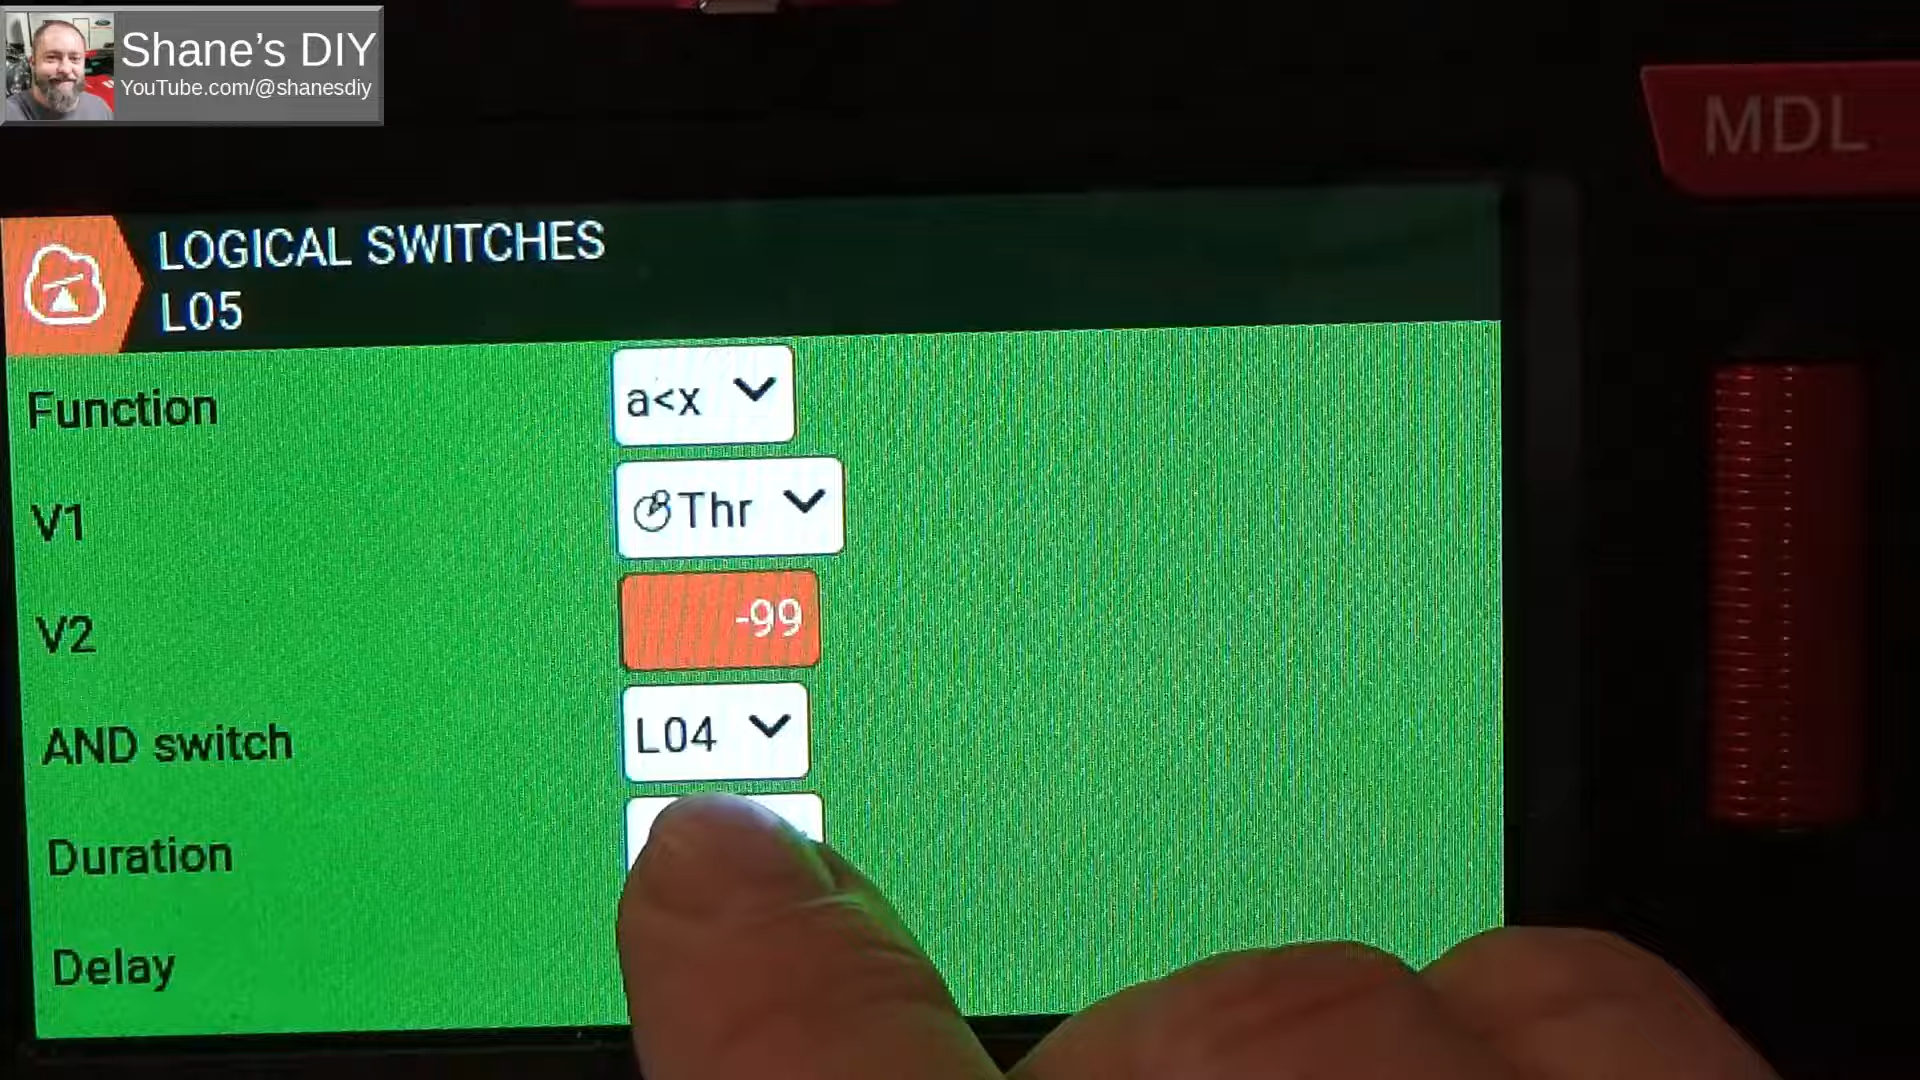 Shane's DIY
YouTube.com/@shanesdiy
MDL
LOGICAL SWITCHES
L05
Function
a<x
V1
Thr
V2
-99
AND switch
L04
Duration
Delay